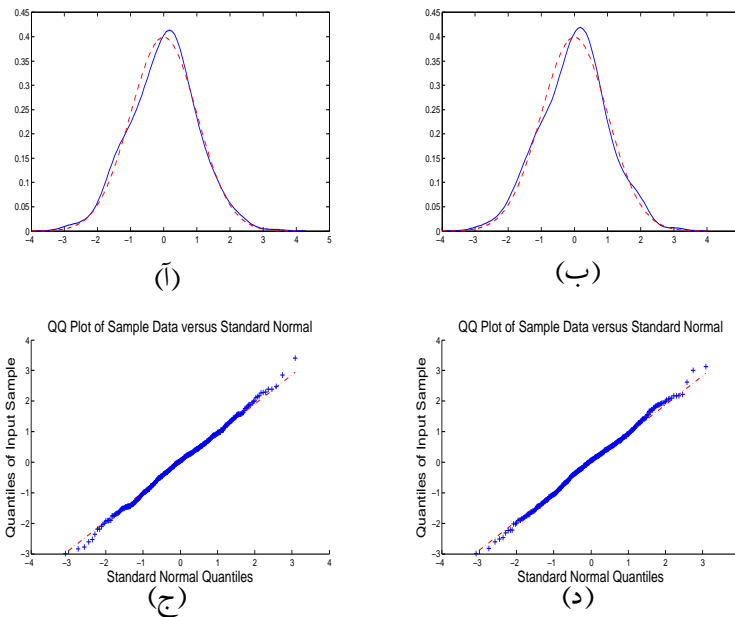 0.45
0.4
0.35
0.3
0.25
0.2
0.15
0.1
0.05
0
-4 -3 -2 -1 0 1 2 3 4 5
(آ)
0.45
0.4
0.35
0.3
0.25
0.2
0.15
0.1
0.05
0
-4 -3 -2 -1 0 1 2 3 4
(ب)
QQ Plot of Sample Data versus Standard Normal
Quantiles of Input Sample
4
3
2
1
0
-1
-2
-3
-4 -3 -2 -1 0 1 2 3 4
Standard Normal Quantiles
(ج)
QQ Plot of Sample Data versus Standard Normal
Quantiles of Input Sample
4
3
2
1
0
-1
-2
-3
-4 -3 -2 -1 0 1 2 3
Standard Normal Quantiles
(د)